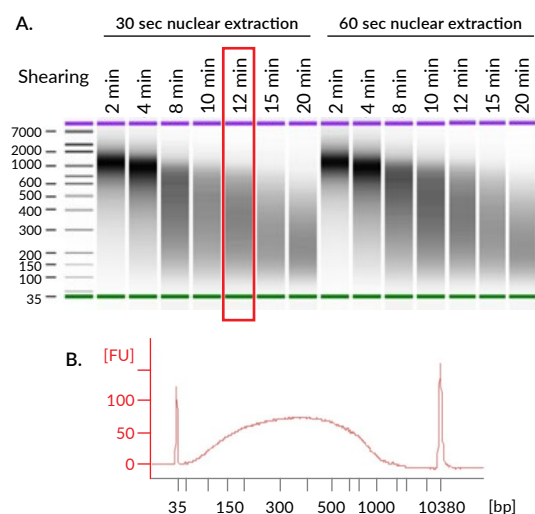 A.
30 sec nuclear extraction 60 sec nuclear extraction
Shearing 2 min 4 min 8 min 10 min 12 min 15 min 20 min 2 min 4 min 8 min 10 min 12 min 15 min 20 min
7000
2000
1000
600
500
400
300
200
150
100
35
B.
[FU]
100
50
0
35 150 300 500 1000 10380 [bp]